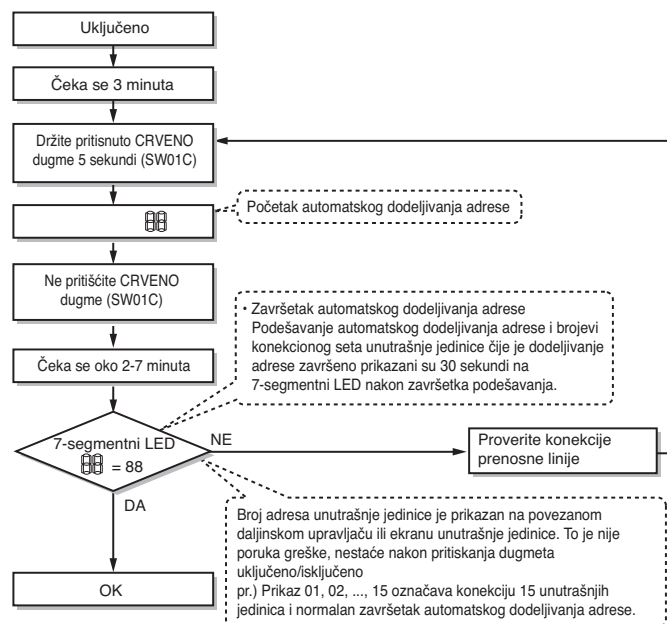 Uključeno
Čeka se 3 minuta
Držite pritisnuto CRVENO
dugme 5 sekundi (SW01C)
88
Početak automatskog dodeljivanja adrese
Ne pritišćite CRVENO
dugme (SW01C)
• Završetak automatskog dodeljivanja adrese
Podešavanje automatskog dodeljivanja adrese i brojevi
konekcionog seta unutrašnje jedinice čije je dodeljivanje
adrese završeno prikazani su 30 sekundi na
7-segmentni LED nakon završetka podešavanja.
Čeka se oko 2-7 minuta
7-segmentni LED
88 = 88
NE
Proverite konekcije
prenosne linije
DA
Broj adresa unutrašnje jedinice je prikazan na povezanom
daljinskom upravljaču ili ekranu unutrašnje jedinice. To je nije
poruka greške, nestaće nakon pritiskanja dugmeta
uključeno/isključeno
pr.) Prikaz 01, 02, ..., 15 označava konekciju 15 unutrašnjih
jedinica i normalan završetak automatskog dodeljivanja adrese.
OK